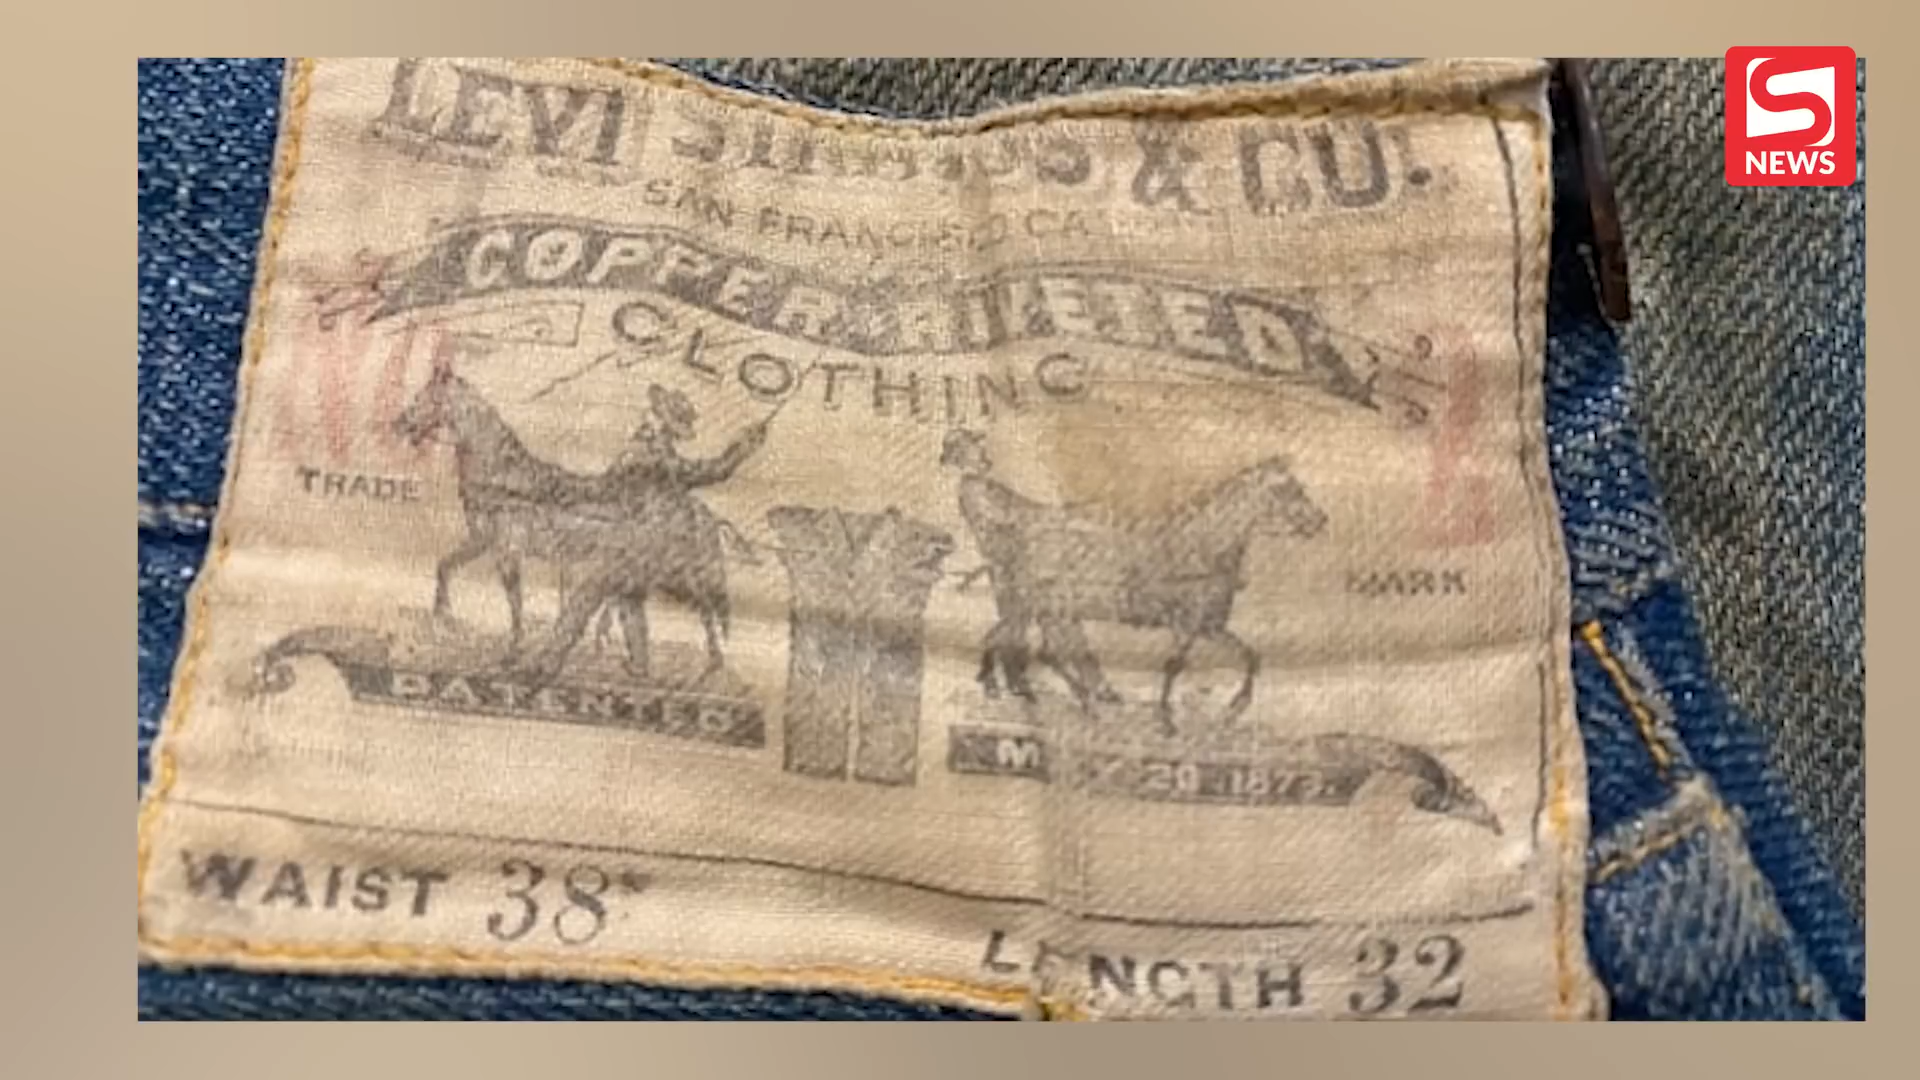 LEVI STRAUSS & CO.
SAN FRANCISCO CAL
COPPER RIVETED
CLOTHING
TRADE
MARK
PATENTED
MAY 20 1873.
WAIST 38
LENGTH 32
S
NEWS